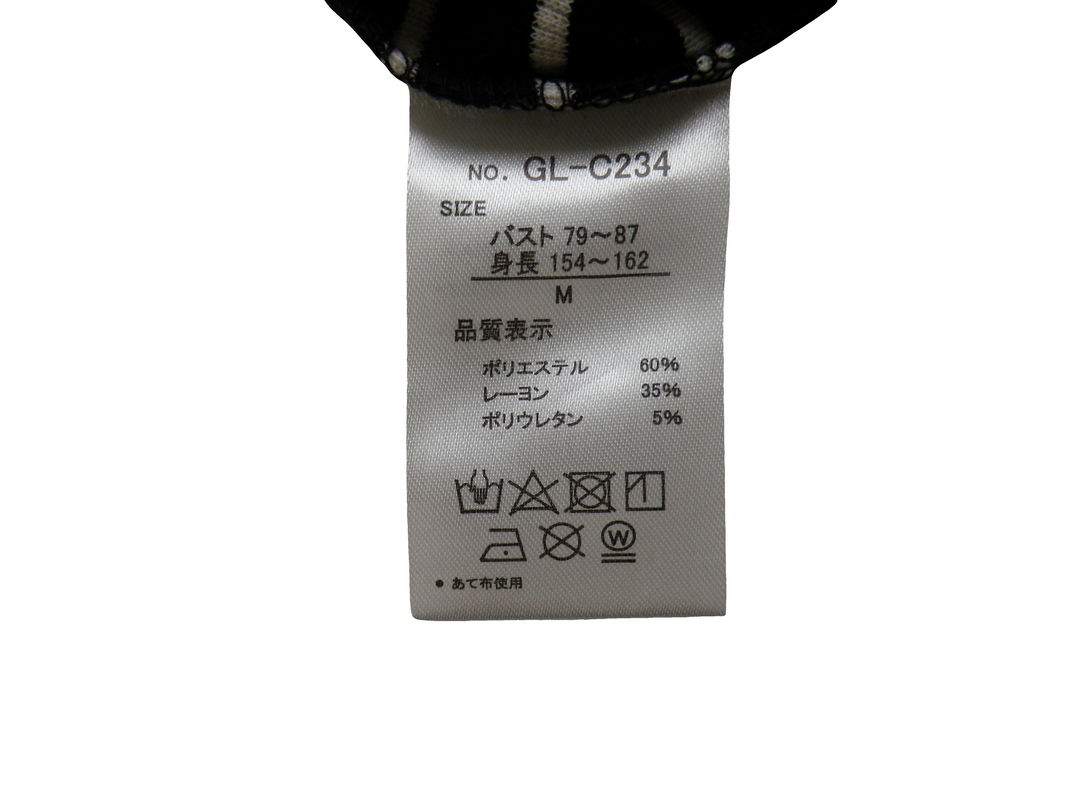 NO. GL-C234
SIZE
バスト 79〜87
身長 154〜162
M
品質表示
ポリエステル 60%
レーヨン 35%
ポリウレタン 5%
W
● あて布使用